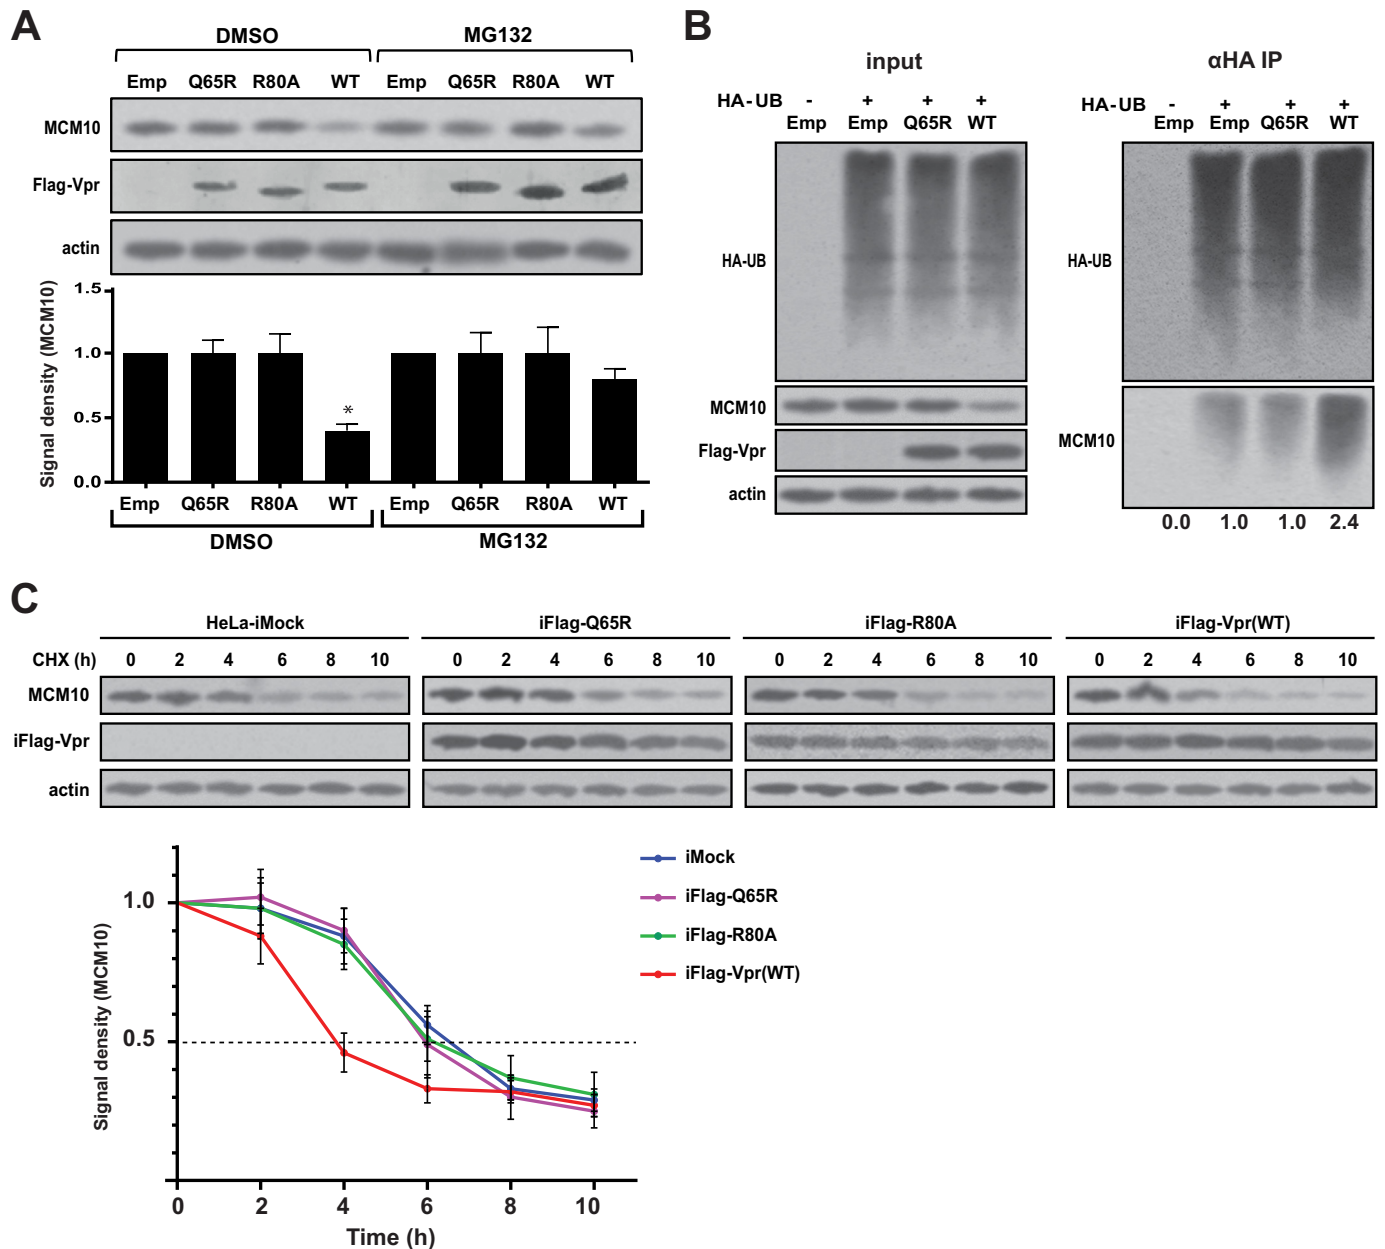 A
DMSO MG132
Emp Q65R R80A WT Emp Q65R R80A WT
MCM10
Flag-Vpr
actin
Signal density (MCM10)
1.5
1.0
0.5
0.0
*
Emp Q65R R80A WT Emp Q65R R80A WT
DMSO MG132
B
input
HA-UB - + + +
Emp Emp Q65R WT
HA-UB
MCM10
Flag-Vpr
actin
αHA IP
HA-UB - + + +
Emp Emp Q65R WT
HA-UB
MCM10
0.0 1.0 1.0 2.4
C
HeLa-iMock iFlag-Q65R iFlag-R80A iFlag-Vpr(WT)
CHX (h) 0 2 4 6 8 10 0 2 4 6 8 10 0 2 4 6 8 10 0 2 4 6 8 10
MCM10
iFlag-Vpr
actin
Signal density (MCM10)
1.0
0.5
0 2 4 6 8 10
Time (h)
iMock
iFlag-Q65R
iFlag-R80A
iFlag-Vpr(WT)